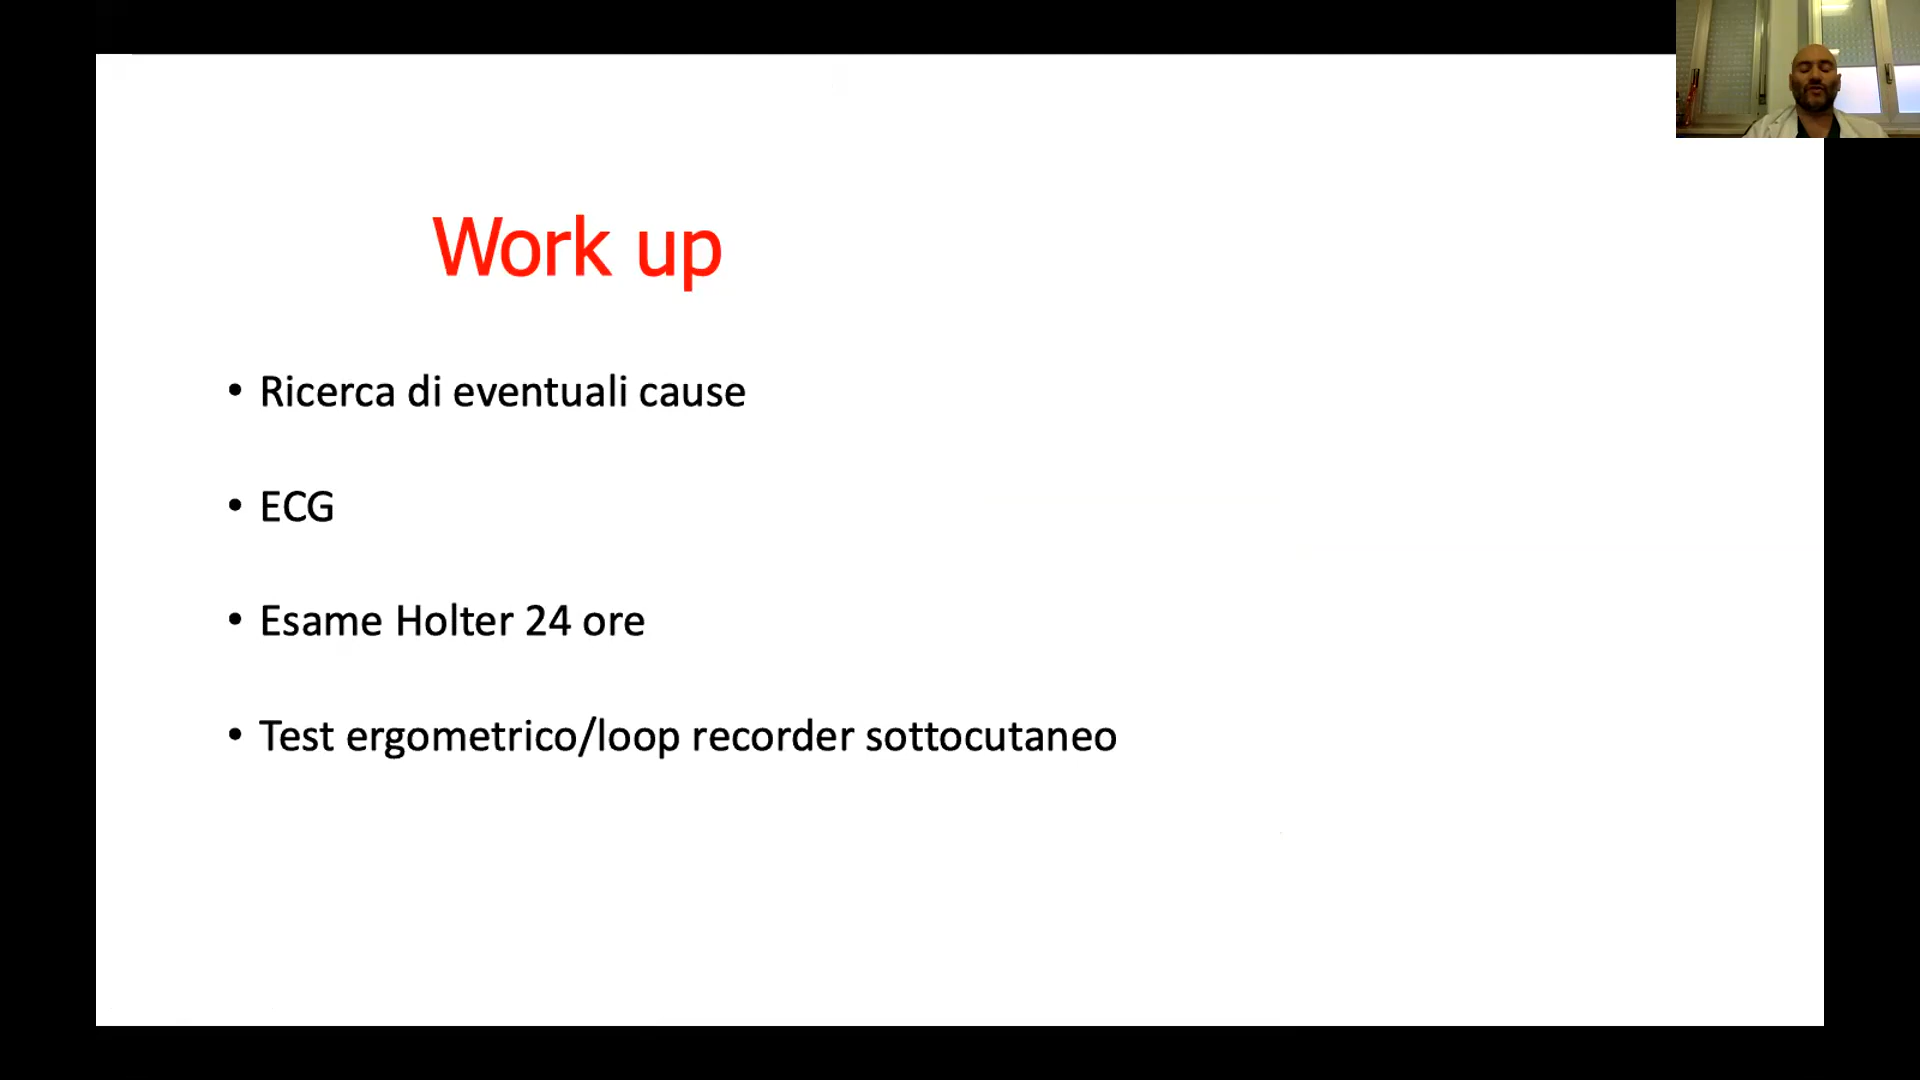 Work up
• Ricerca di eventuali cause
• ECG
• Esame Holter 24 ore
• Test ergometrico/loop recorder sottocutaneo